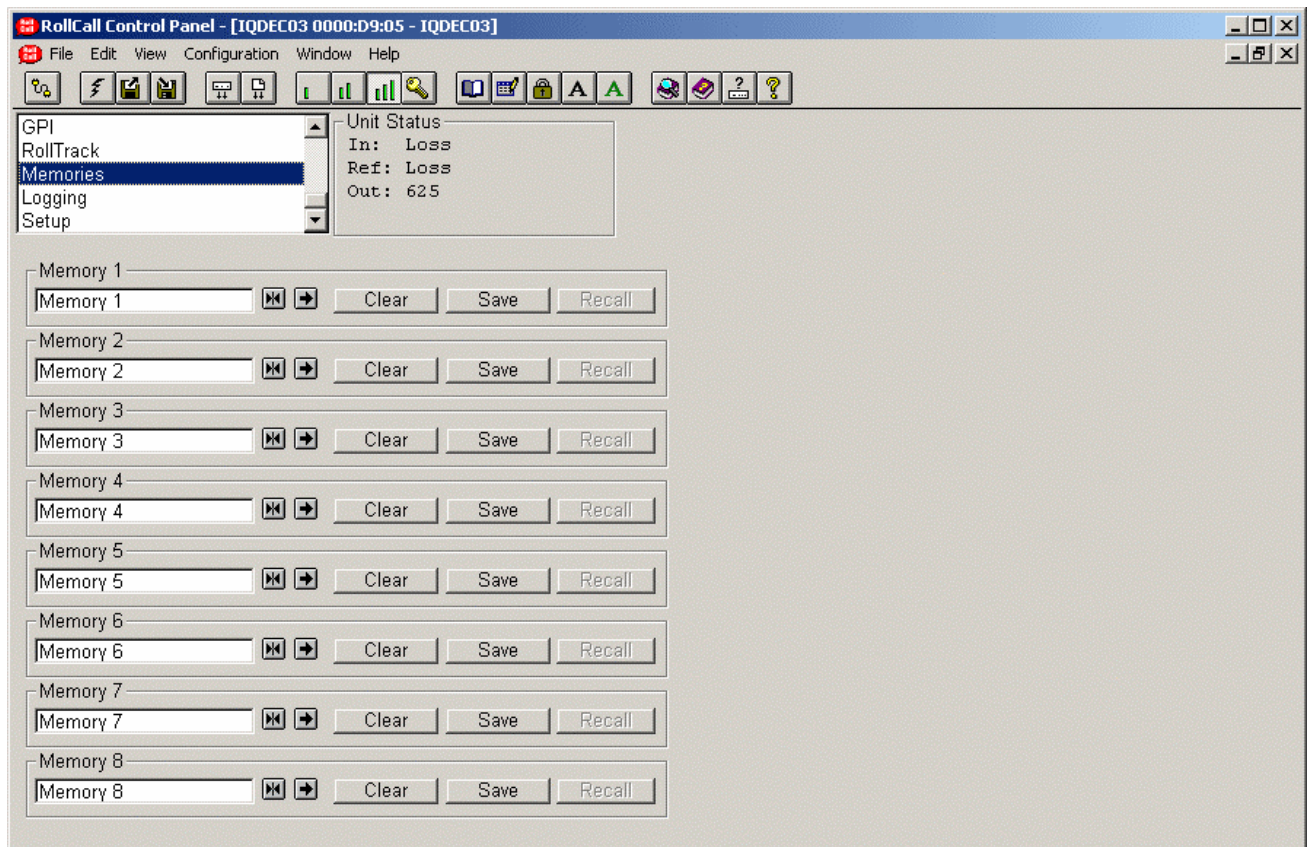 RollCall Control Panel - [IQDEC03 0000:D9:05 - IQDEC03]
File Edit View Configuration Window Help
GPI
RollTrack
Memories
Logging
Setup
Unit Status
In: Loss
Ref: Loss
Out: 625
Memory 1
Memory 1 Clear Save Recall
Memory 2
Memory 2 Clear Save Recall
Memory 3
Memory 3 Clear Save Recall
Memory 4
Memory 4 Clear Save Recall
Memory 5
Memory 5 Clear Save Recall
Memory 6
Memory 6 Clear Save Recall
Memory 7
Memory 7 Clear Save Recall
Memory 8
Memory 8 Clear Save Recall